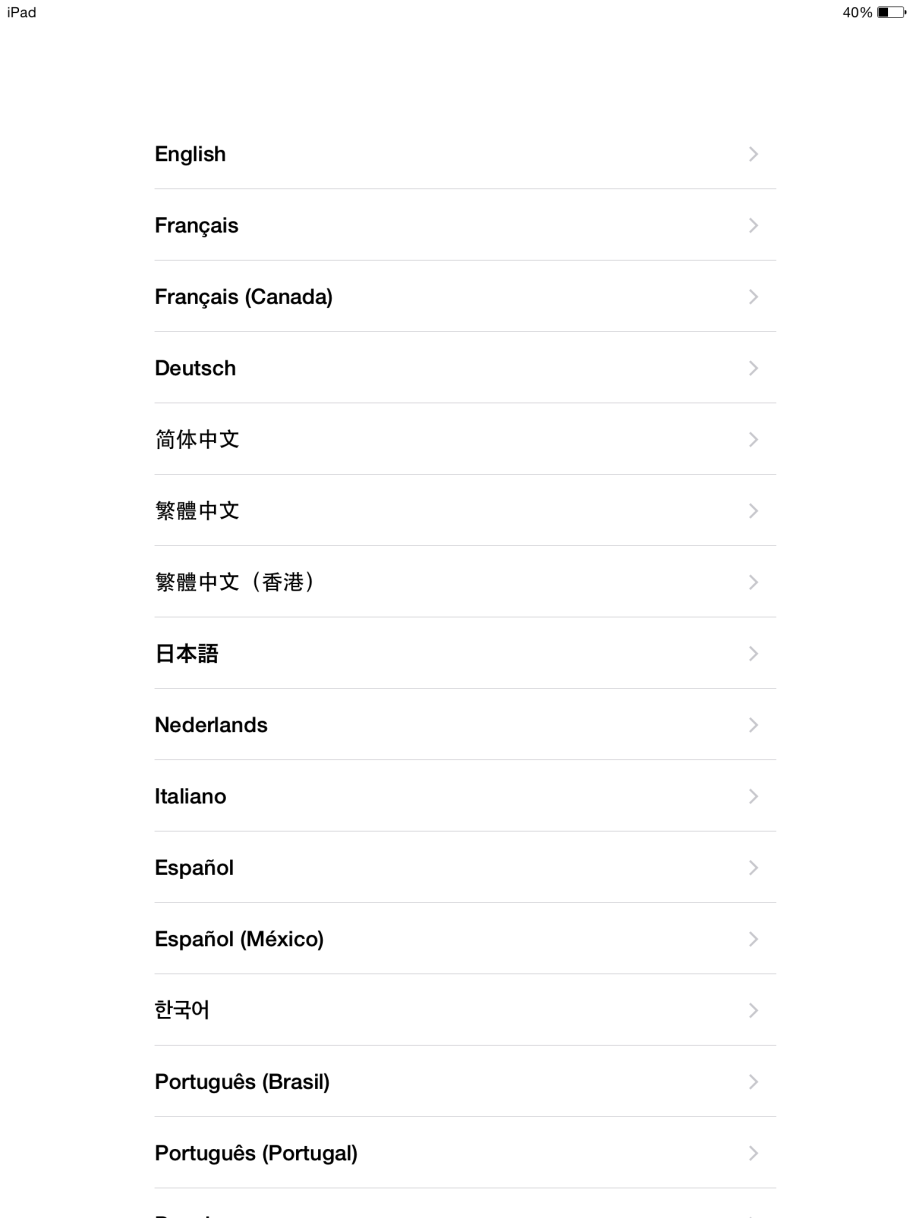 iPad
40%
English
Français
Français (Canada)
Deutsch
简体中文
繁體中文
繁體中文（香港）
日本語
Nederlands
Italiano
Español
Español (México)
한국어
Português (Brasil)
Português (Portugal)